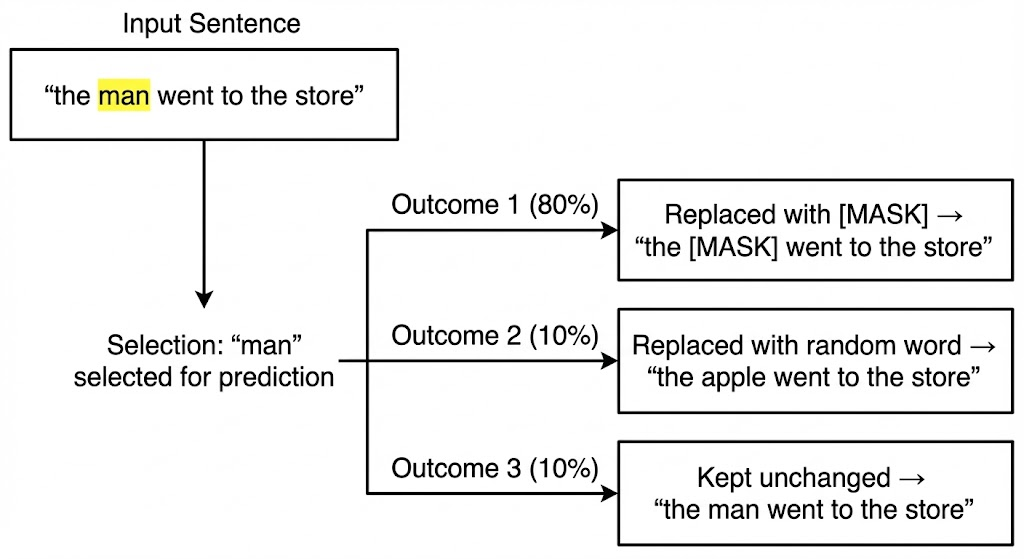 Input Sentence
“the man went to the store”
Outcome 1 (80%)
Replaced with [MASK] →
“the [MASK] went to the store”
Selection: “man”
selected for prediction
Outcome 2 (10%)
Replaced with random word →
“the apple went to the store”
Outcome 3 (10%)
Kept unchanged →
“the man went to the store”